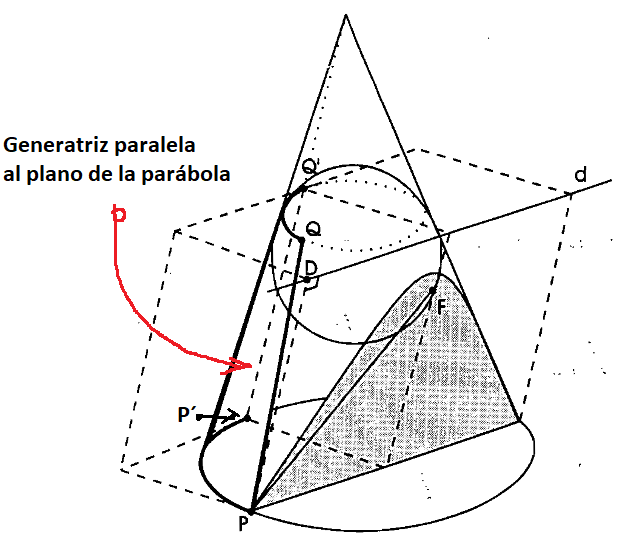 Generatriz paralela
al plano de la parábola
Q'
d
Q
D
F
P´
P